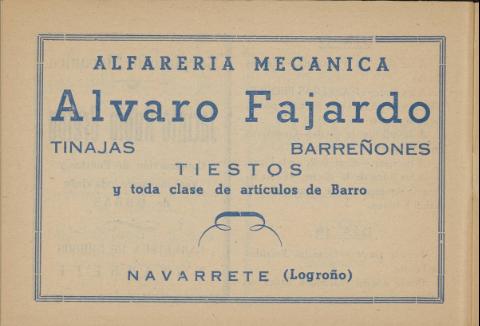 ALFARERIA MECANICA
Alvaro Fajardo
TINAJAS BARREÑONES
TIESTOS
y toda clase de artículos de Barro
NAVARRETE (Logroño)